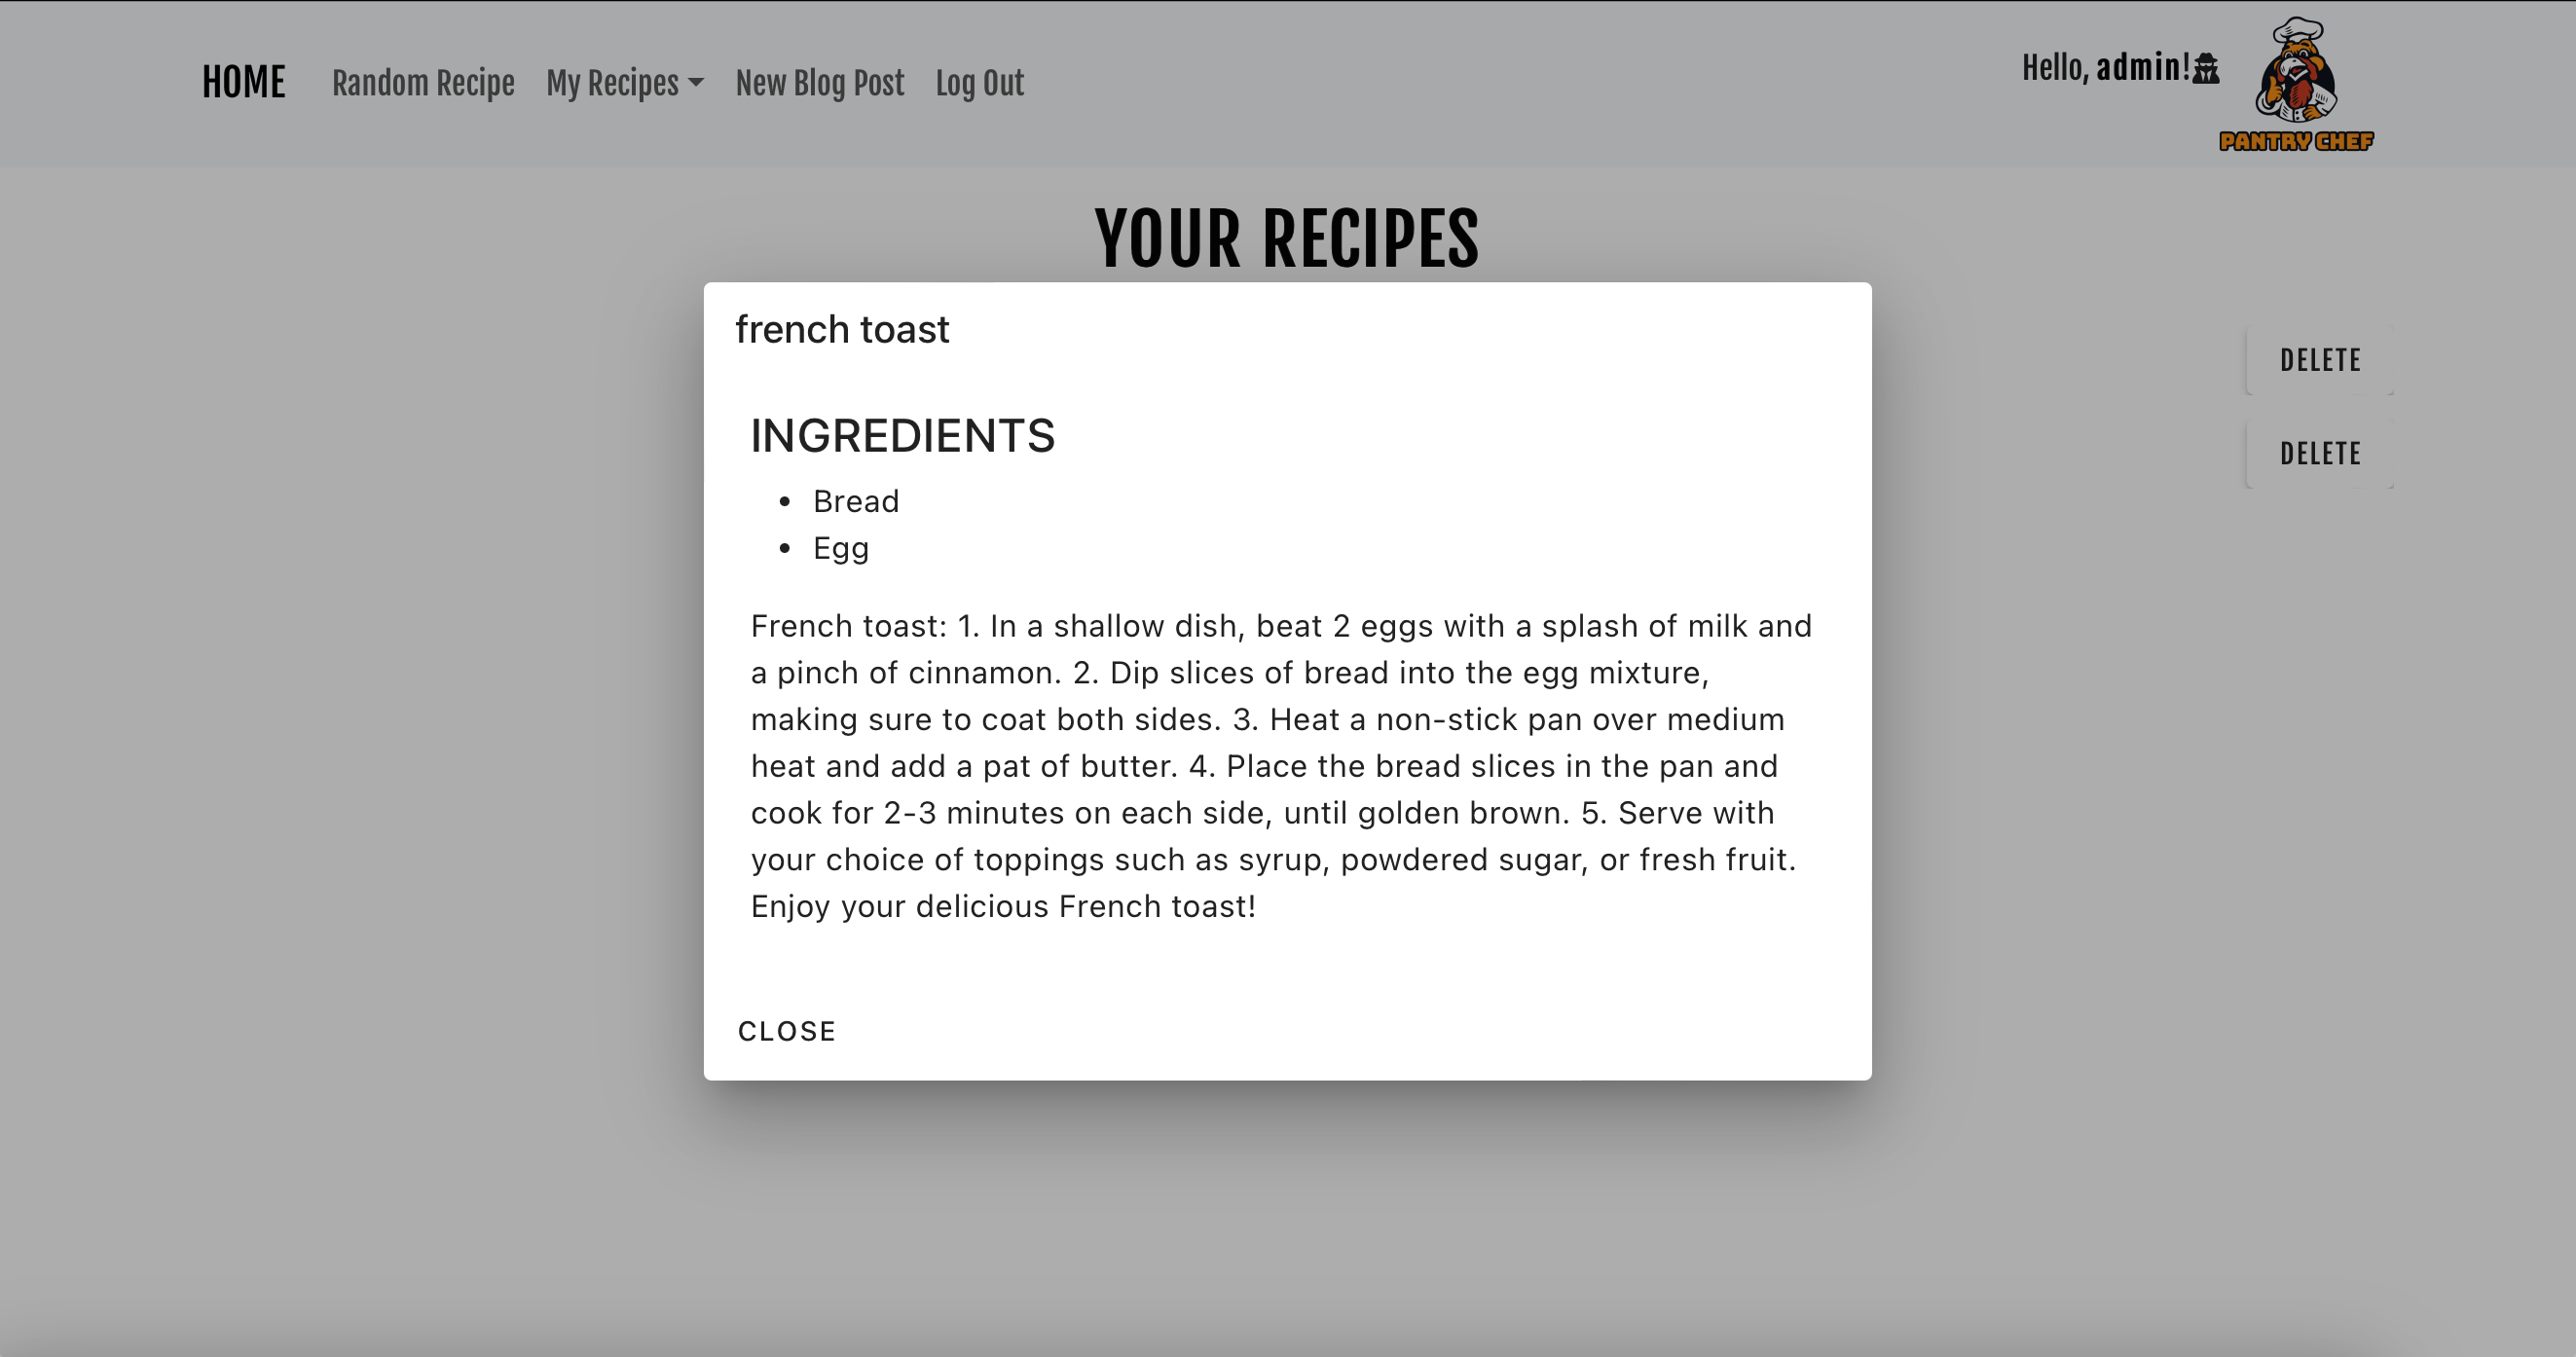 HOME Random Recipe My Recipes New Blog Post Log Out Hello, admin!
PANTRY CHEF
YOUR RECIPES
french toast
DELETE
INGREDIENTS
DELETE
• Bread
• Egg
French toast: 1. In a shallow dish, beat 2 eggs with a splash of milk and
a pinch of cinnamon. 2. Dip slices of bread into the egg mixture,
making sure to coat both sides. 3. Heat a non-stick pan over medium
heat and add a pat of butter. 4. Place the bread slices in the pan and
cook for 2-3 minutes on each side, until golden brown. 5. Serve with
your choice of toppings such as syrup, powdered sugar, or fresh fruit.
Enjoy your delicious French toast!
CLOSE